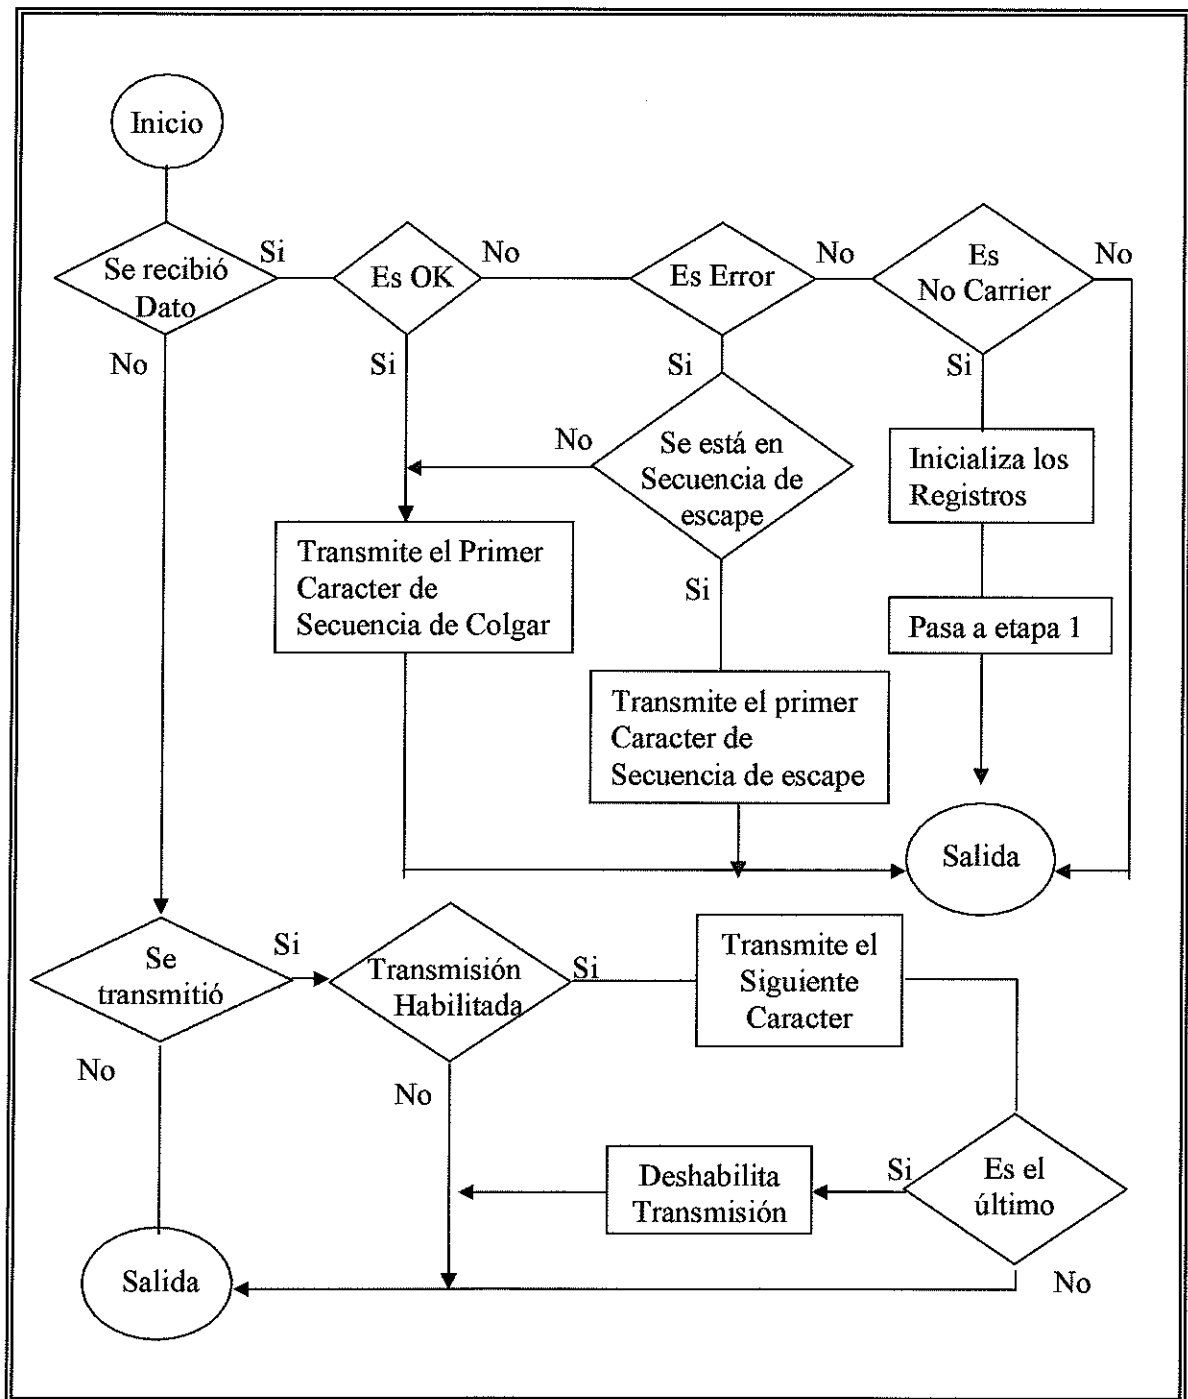 Inicio
Se recibió
Dato
Si
Es OK
No
Es Error
No
Es
No Carrier
No
No
Si
Si
Si
No
Se está en
Secuencia de
escape
Inicializa los
Registros
Transmite el Primer
Caracter de
Secuencia de Colgar
Si
Pasa a etapa 1
Transmite el primer
Caracter de
Secuencia de escape
Salida
Se
transmitió
Si
Transmisión
Habilitada
Si
Transmite el
Siguiente
Caracter
No
No
Deshabilita
Transmisión
Si
Es el
último
No
Salida